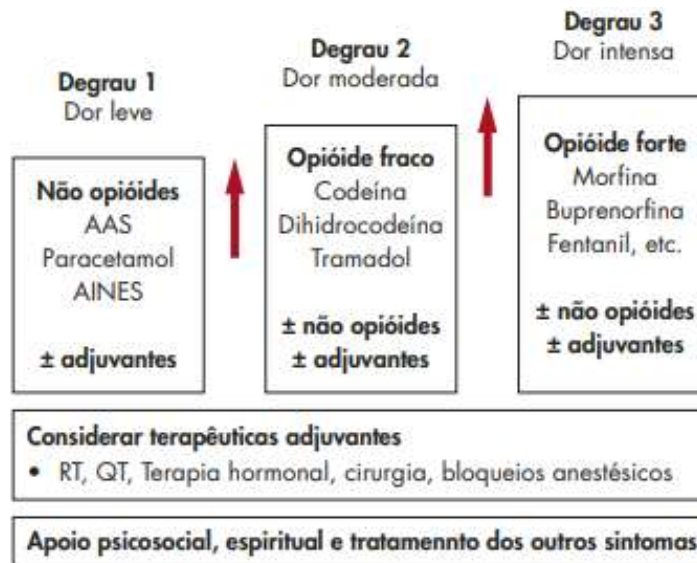 Degrau 1
Dor leve
Não opióides
AAS
Paracetamol
AINES
± adjuvantes
Degrau 2
Dor moderada
Opióide fraco
Codeína
Dihidrocodeína
Tramadol
± não opióides
± adjuvantes
Degrau 3
Dor intensa
Opióide forte
Morfina
Buprenorfina
Fentanil, etc.
± não opióides
± adjuvantes
Considerar terapêuticas adjuvantes
• RT, QT, Terapia hormonal, cirurgia, bloqueios anestésicos
Apoio psicosocial, espiritual e tratamennto dos outros sintomas